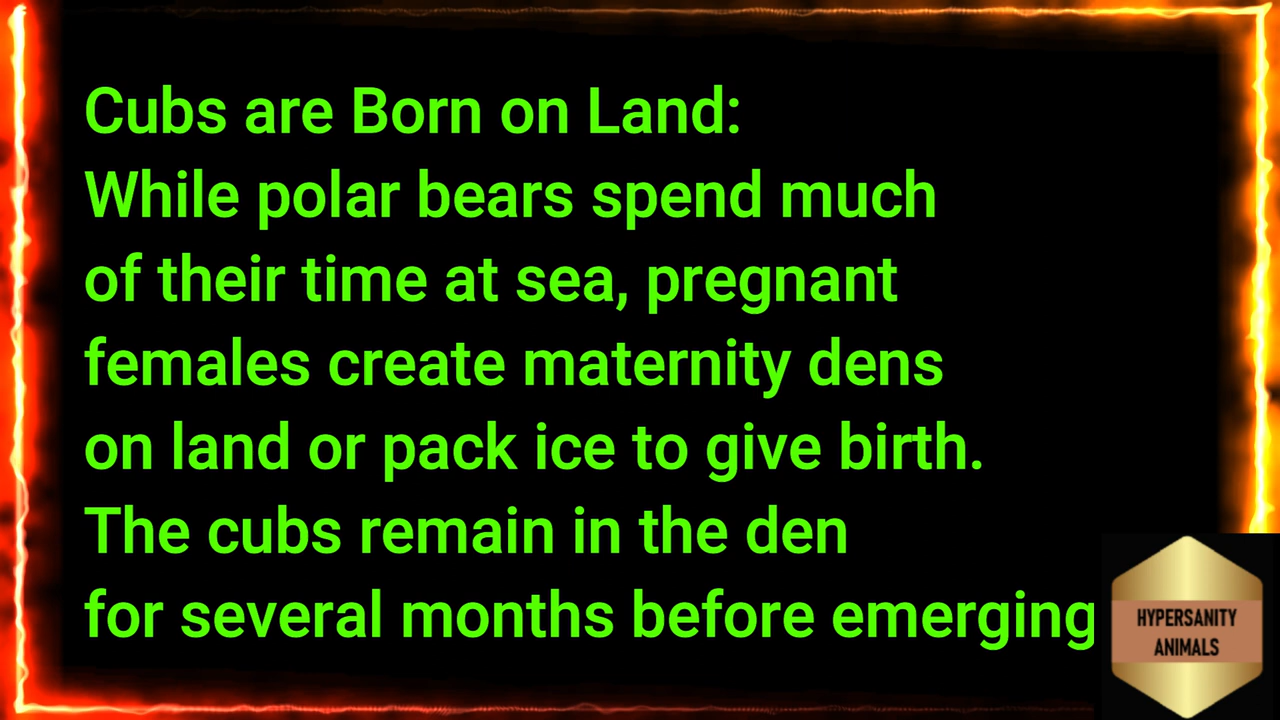 Cubs are Born on Land:
While polar bears spend much
of their time at sea, pregnant
females create maternity dens
on land or pack ice to give birth.
The cubs remain in the den
for several months before emerging
HYPERSANITY
ANIMALS